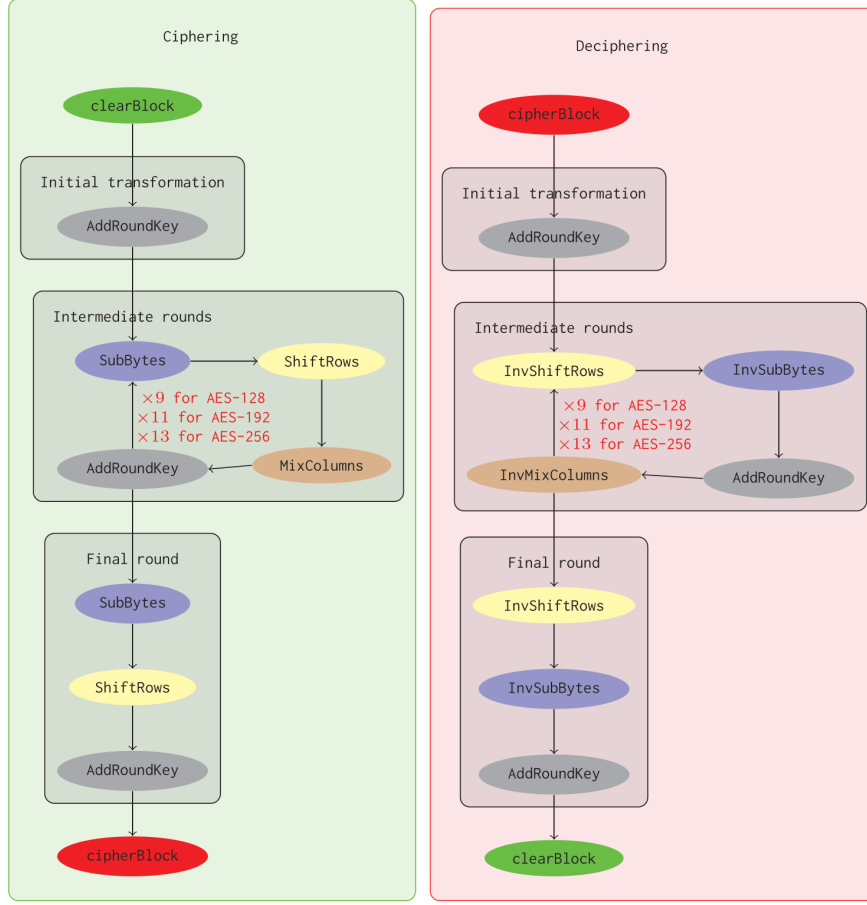 Ciphering
clearBlock
Initial transformation
AddRoundKey
Intermediate rounds
SubBytes
ShiftRows
×9 for AES-128
×11 for AES-192
×13 for AES-256
AddRoundKey
MixColumns
Final round
SubBytes
ShiftRows
AddRoundKey
cipherBlock
Deciphering
cipherBlock
Initial transformation
AddRoundKey
Intermediate rounds
InvShiftRows
InvSubBytes
×9 for AES-128
×11 for AES-192
×13 for AES-256
InvMixColumns
AddRoundKey
Final round
InvShiftRows
InvSubBytes
AddRoundKey
clearBlock